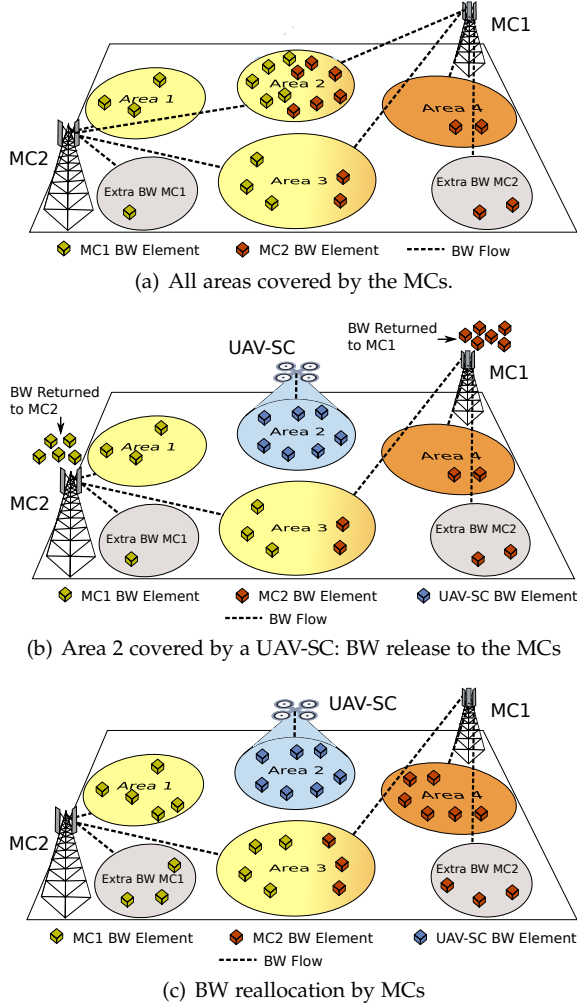 MC1
Area 1
Area 2
Area 4
MC2
Extra BW MC1
Area 3
Extra BW MC2
MC1 BW Element MC2 BW Element BW Flow
(a) All areas covered by the MCs.
BW Returned
to MC1
UAV-SC
MC1
BW Returned
to MC2
Area 1
Area 2
Area 4
MC2
Extra BW MC1
Area 3
Extra BW MC2
MC1 BW Element MC2 BW Element UAV-SC BW Element
BW Flow
(b) Area 2 covered by a UAV-SC: BW release to the MCs
UAV-SC
MC1
Area 1
Area 2
Area 4
MC2
Extra BW MC1
Area 3
Extra BW MC2
MC1 BW Element MC2 BW Element UAV-SC BW Element
BW Flow
(c) BW reallocation by MCs